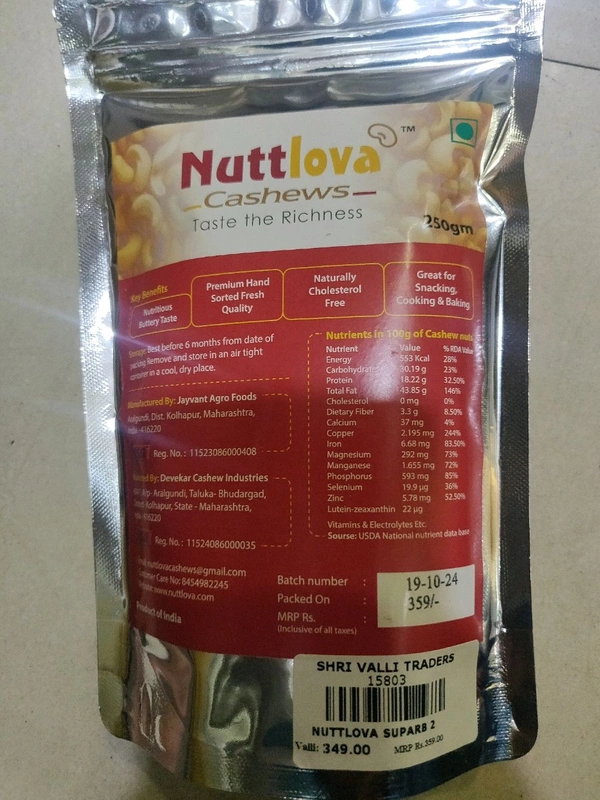 Nuttlova ™
Cashews
Taste the Richness
250gm
Key Benefits
Nutritious
Buttery Taste
Premium Hand
Sorted Fresh
Quality
Naturally
Cholesterol
Free
Great for
Snacking,
Cooking & Baking
Storage: Best before 6 months from date of
packing Remove and store in an air tight
container in a cool, dry place.
Manufactured By: Jayvant Agro Foods
Aralgundi, Dist. Kolhapur, Maharashtra,
India -416220
Reg. No. : 11523086000408
By: Devekar Cashew Industries
Aralgundi, Taluka- Bhudargad,
Kolhapur, State - Maharashtra,
416220
Reg. No. : 11524086000035
nuttlovacashews@gmail.com
Customer Care No: 8454982245
www.nuttlova.com
Product of India
Nutrients in 100g of Cashew nuts
Nutrient Value % RDA Value
Energy 553 Kcal 28%
Carbohydrate 30.19 g 23%
Protein 18.22 g 32.50%
Total Fat 43.85 g 146%
Cholesterol 0 mg 0%
Dietary Fiber 3.3 g 8.50%
Calcium 37 mg 4%
Copper 2.195 mg 244%
Iron 6.68 mg 83.50%
Magnesium 292 mg 73%
Manganese 1.655 mg 72%
Phosphorus 593 mg 85%
Selenium 19.9 µg 36%
Zinc 5.78 mg 52.50%
Lutein-zeaxanthin 22 µg
Vitamins & Electrolytes Etc.
Sourse: USDA National nutrient data base
Batch number :
Packed On : 19-10-24
MRP Rs. : 359/-
(Inclusive of all taxes)
SHRI VALLI TRADERS
15803
NUTTLOVA SUPARB 2
Valli: 349.00 MRP Rs.359.00